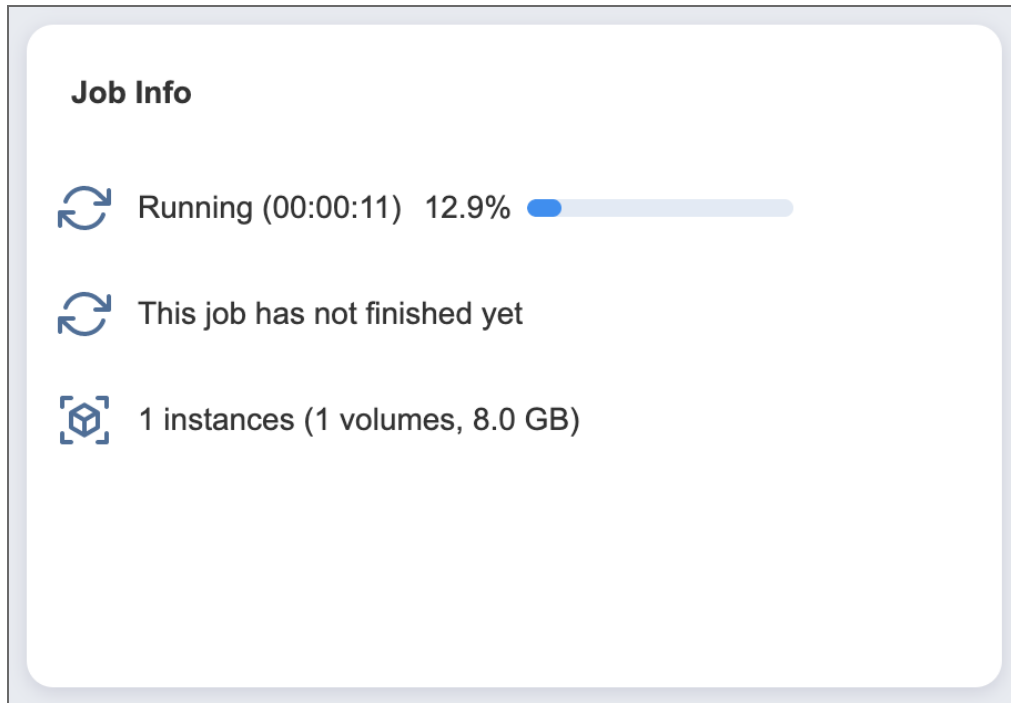 Job Info
Running (00:00:11) 12.9%
This job has not finished yet
1 instances (1 volumes, 8.0 GB)